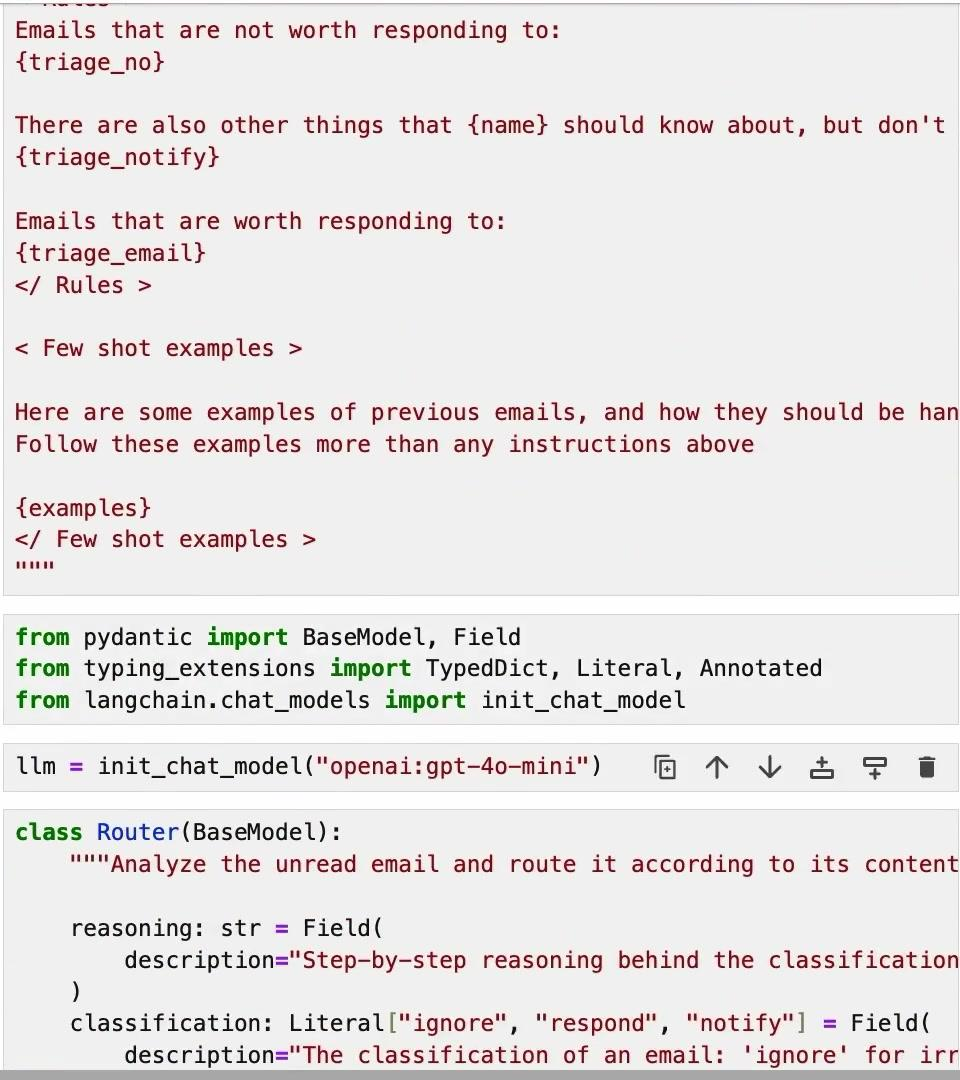 Emails that are not worth responding to:
{triage_no}
There are also other things that {name} should know about, but don't
{triage_notify}
Emails that are worth responding to:
{triage_email}
</ Rules >
< Few shot examples >
Here are some examples of previous emails, and how they should be han
Follow these examples more than any instructions above
{examples}
</ Few shot examples >
"""
from pydantic import BaseModel, Field
from typing_extensions import TypedDict, Literal, Annotated
from langchain.chat_models import init_chat_model
llm = init_chat_model("openai:gpt-4o-mini")
class Router(BaseModel):
    """Analyze the unread email and route it according to its content
    reasoning: str = Field(
        description="Step-by-step reasoning behind the classification
    )
    classification: Literal["ignore", "respond", "notify"] = Field(
        description="The classification of an email: 'ignore' for irr